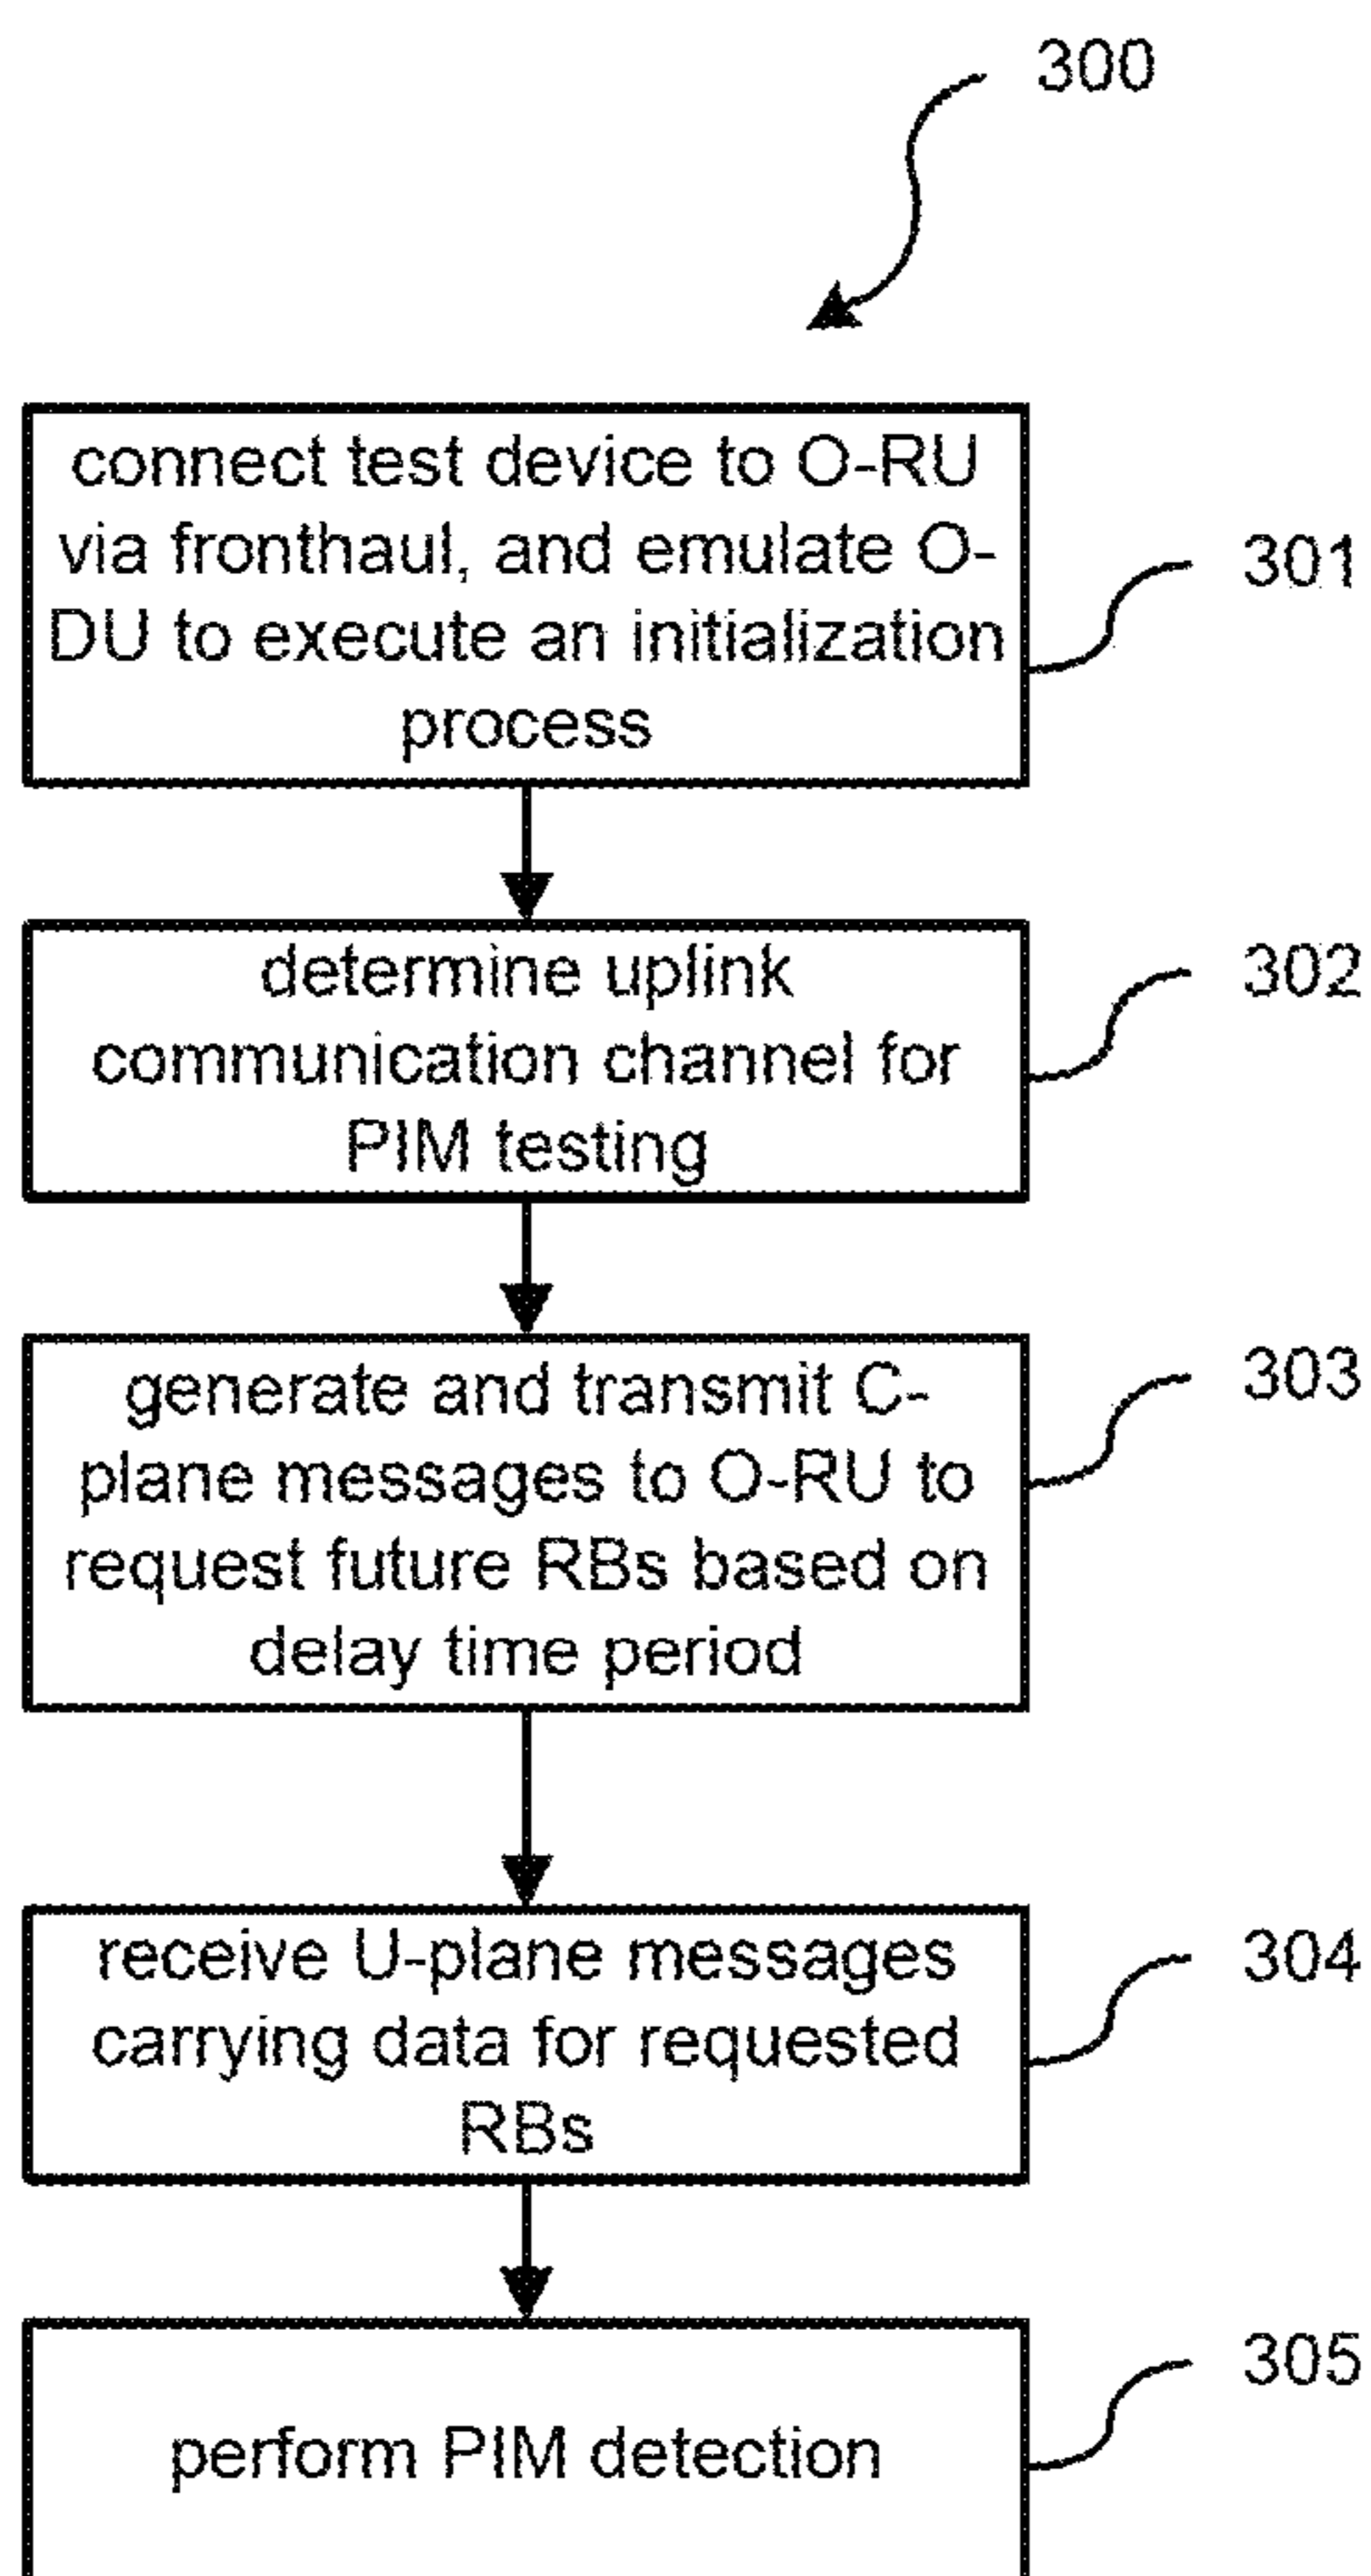 300
connect test device to O-RU
via fronthaul, and emulate O-
DU to execute an initialization
process
301
determine uplink
communication channel for
PIM testing
302
generate and transmit C-
plane messages to O-RU to
request future RBs based on
delay time period
303
receive U-plane messages
carrying data for requested
RBs
304
perform PIM detection
305